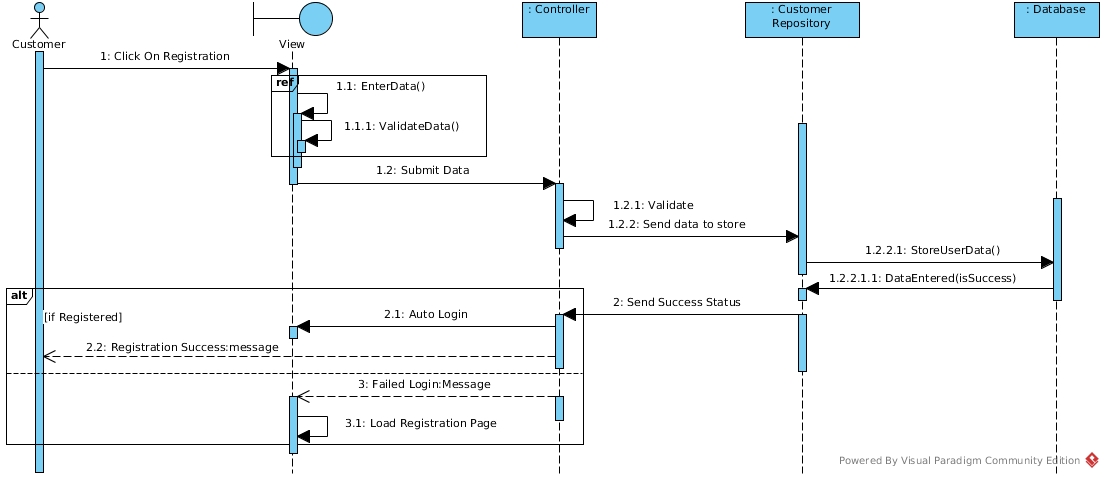 : Controller
: Customer
Repository
: Database
Customer
View
1: Click On Registration
ref
1.1: EnterData()
1.1.1: ValidateData()
1.2: Submit Data
1.2.1: Validate
1.2.2: Send data to store
1.2.2.1: StoreUserData()
1.2.2.1.1: DataEntered(isSuccess)
alt
2: Send Success Status
[if Registered]
2.1: Auto Login
2.2: Registration Success:message
3: Failed Login:Message
3.1: Load Registration Page
Powered By Visual Paradigm Community Edition